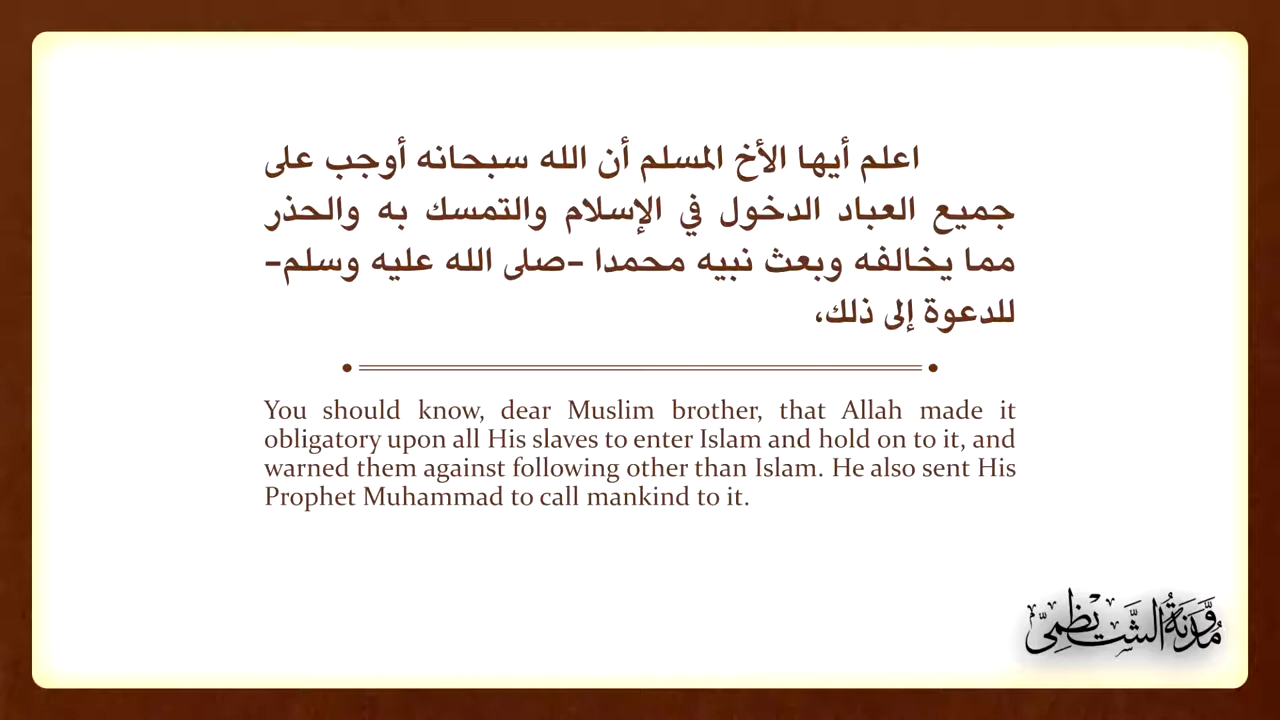 اعلم أيها الأخ المسلم أن الله سبحانه أوجب على
جميع العباد الدخول في الإسلام والتمسك به والحذر
مما يخالفه وبعث نبيه محمدا -صلى الله عليه وسلم-
للدعوة إلى ذلك،
You should know, dear Muslim brother, that Allah made it
obligatory upon all His slaves to enter Islam and hold on to it, and
warned them against following other than Islam. He also sent His
Prophet Muhammad to call mankind to it.
مُدَوَّنَةُ